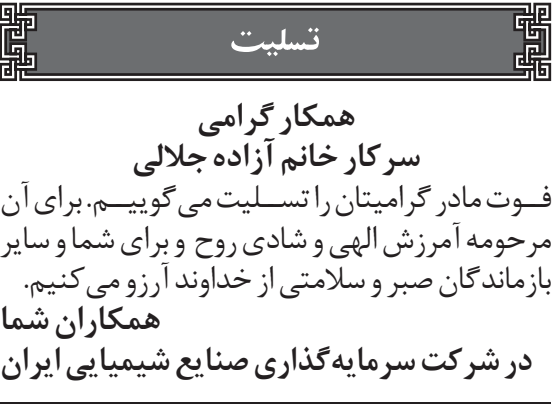 تسلیت
همکار گرامی
سرکار خانم آزاده جلالی
فوت مادر گرامیتان را تسلیت می گوییم. برای آن
مرحومه آمرزش الهی و شادی روح و برای شما و سایر
بازماندگان صبر و سلامتی از خداوند آرزو می‌کنیم.
همکاران شما
در شرکت سرمایه گذاری صنایع شیمیایی ایران